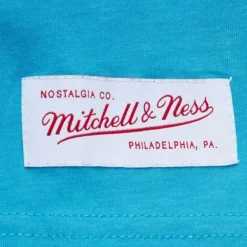 NOSTALGIA CO.
Mitchell & Ness
PHILADELPHIA, PA.